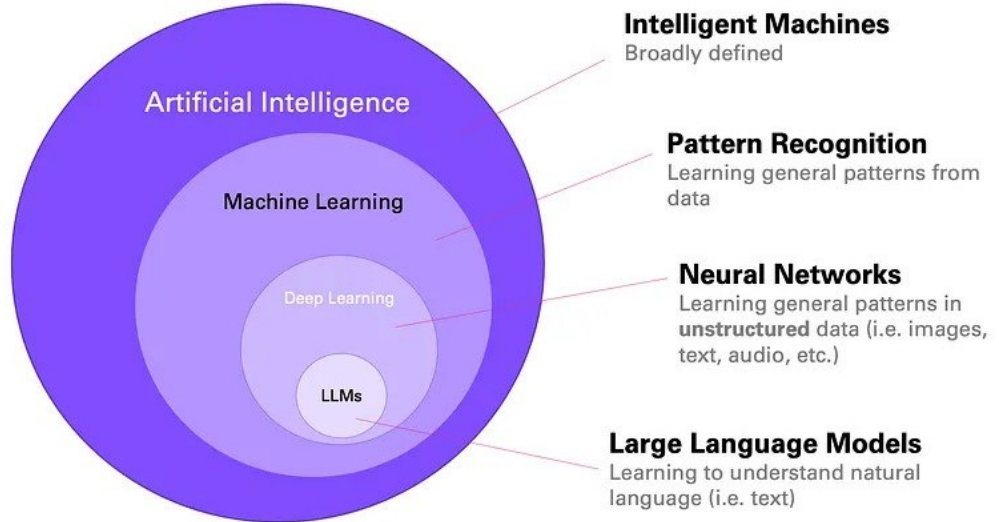 Artificial Intelligence
Machine Learning
Deep Learning
LLMs
Intelligent Machines
Broadly defined
Pattern Recognition
Learning general patterns from
data
Neural Networks
Learning general patterns in
unstructured data (i.e. images,
text, audio, etc.)
Large Language Models
Learning to understand natural
language (i.e. text)